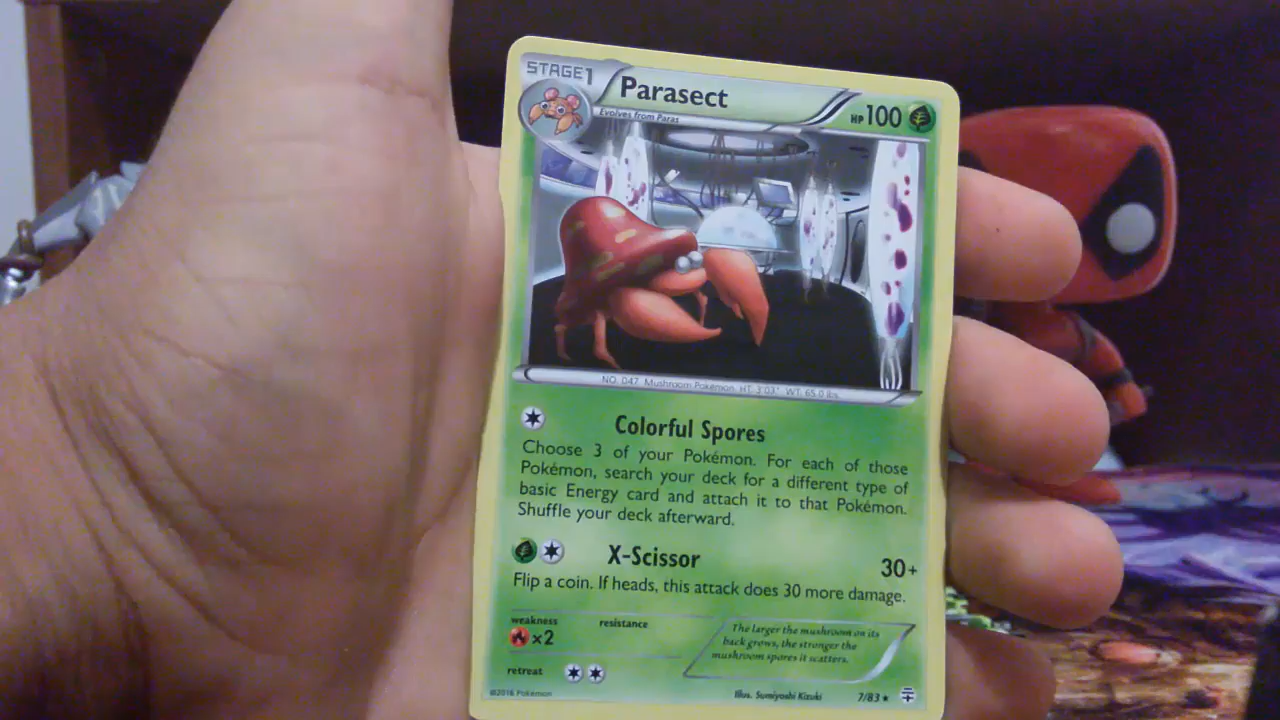 STAGE1
Parasect
HP 100
Evolves from Paras
NO. 047 Mushroom Pokémon HT: 3'03" WT: 65.0 lbs.
Colorful Spores
Choose 3 of your Pokémon. For each of those
Pokémon, search your deck for a different type of
basic Energy card and attach it to that Pokémon.
Shuffle your deck afterward.
X-Scissor 30+
Flip a coin. If heads, this attack does 30 more damage.
weakness resistance
×2
The larger the mushroom on its
back grows, the stronger the
mushroom spores it scatters.
retreat
©2016 Pokémon
Illus. Sumiyoshi Kizuki
7/83★